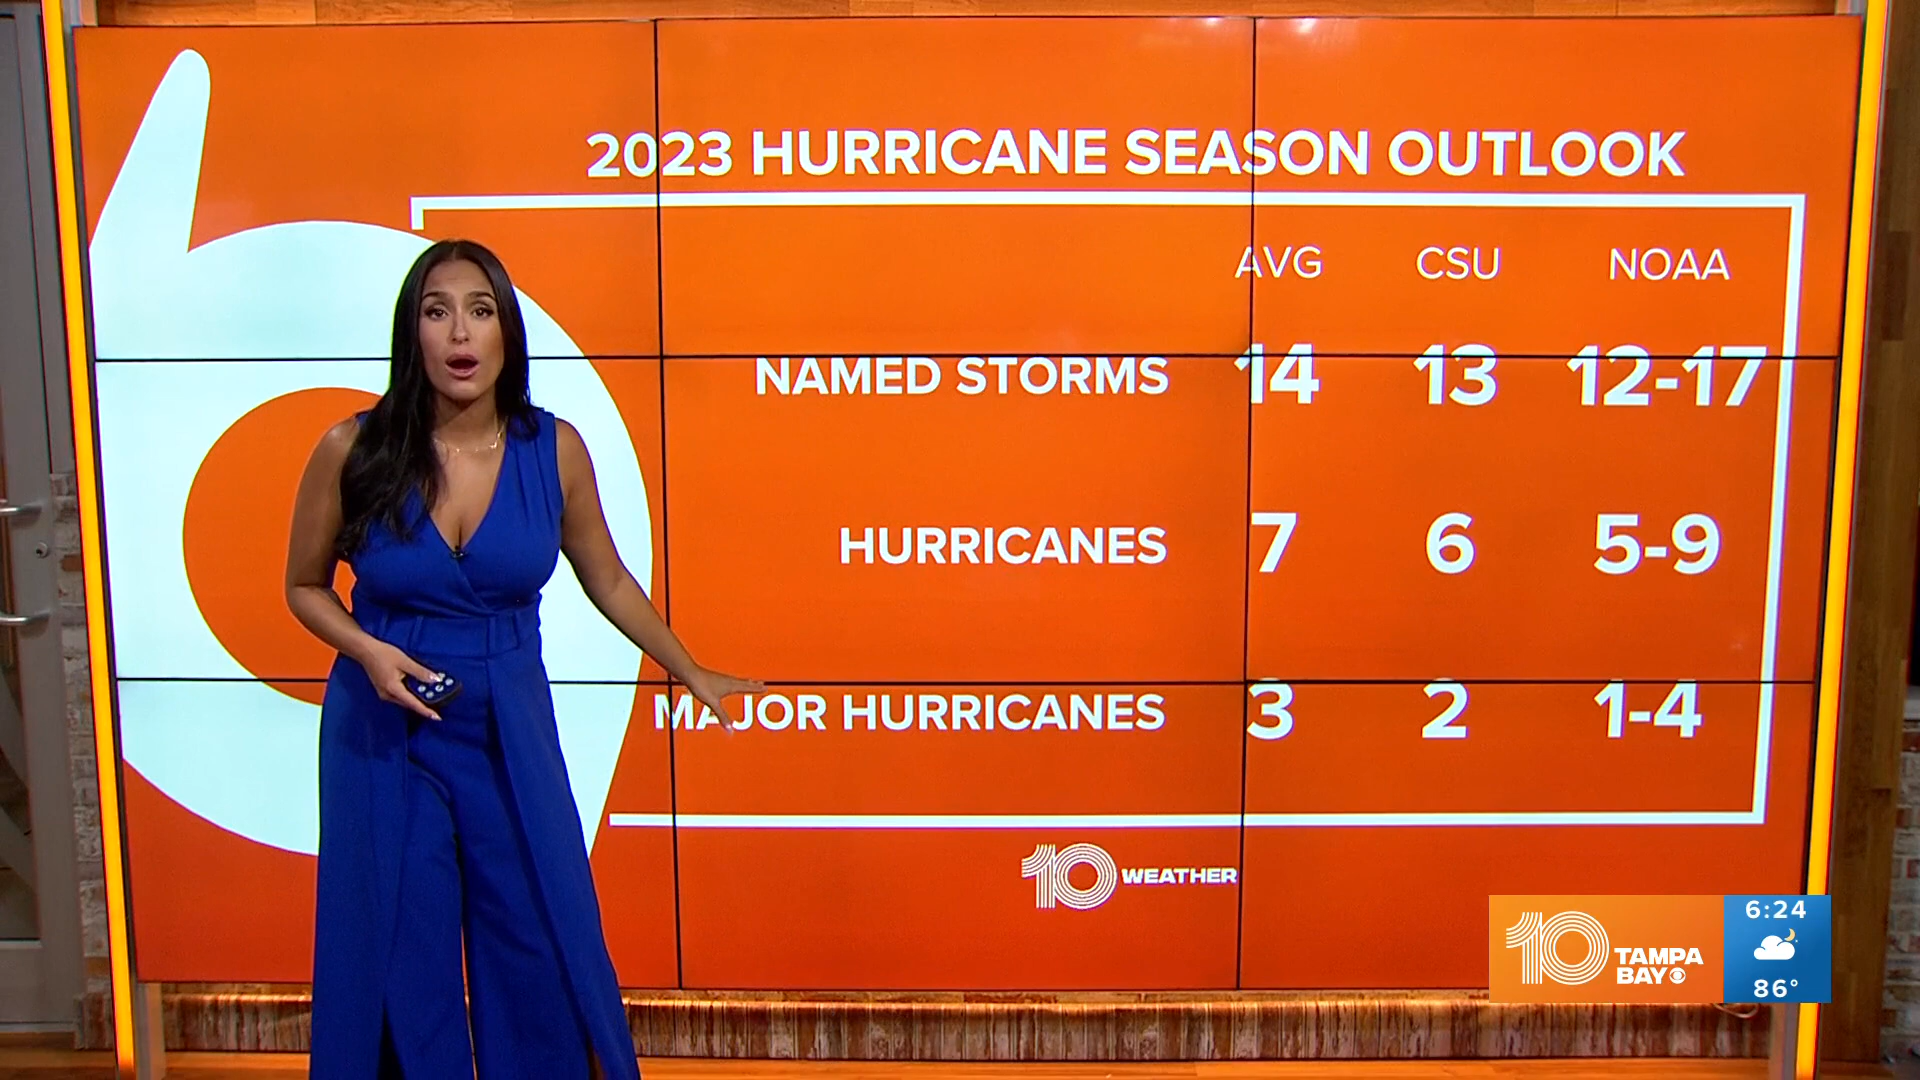 2023 HURRICANE SEASON OUTLOOK
AVG CSU NOAA
NAMED STORMS 14 13 12-17
HURRICANES 7 6 5-9
MAJOR HURRICANES 3 2 1-4
10 WEATHER
10 TAMPA BAY
6:24
86°